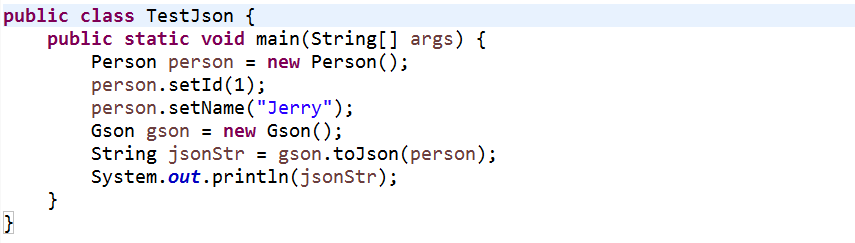 public class TestJson {
    public static void main(String[] args) {
        Person person = new Person();
        person.setId(1);
        person.setName("Jerry");
        Gson gson = new Gson();
        String jsonStr = gson.toJson(person);
        System.out.println(jsonStr);
    }
}